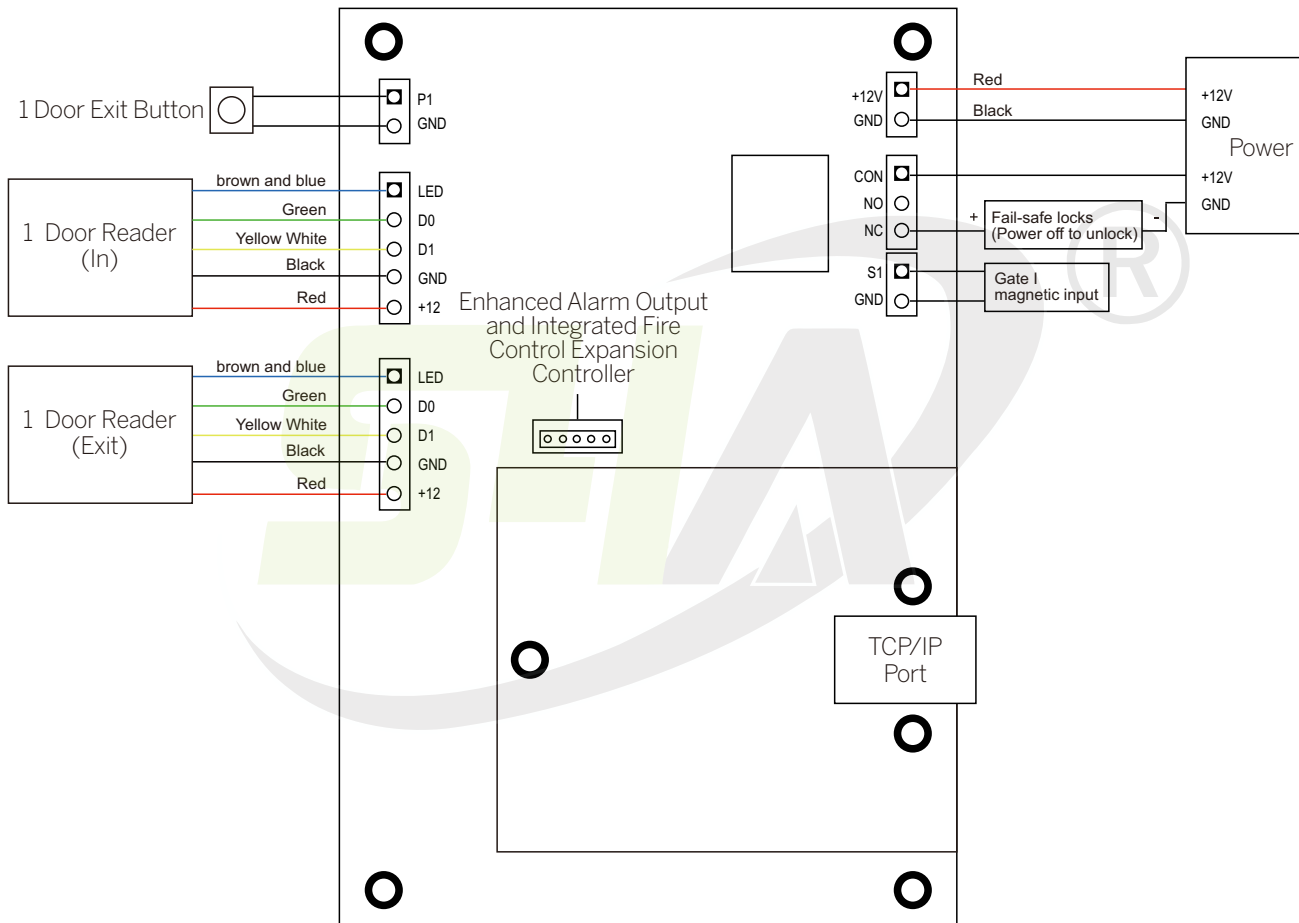 1 Door Exit Button
P1
GND
1 Door Reader
(In)
brown and blue
Green
Yellow White
Black
Red
LED
D0
D1
GND
+12
1 Door Reader
(Exit)
brown and blue
Green
Yellow White
Black
Red
LED
D0
D1
GND
+12
Enhanced Alarm Output
and Integrated Fire
Control Expansion
Controller
+12V
GND
Red
Black
+12V
GND
Power
+12V
GND
CON
NO
NC
+
Fail-safe locks
(Power off to unlock)
-
S1
GND
Gate I
magnetic input
TCP/IP
Port
®